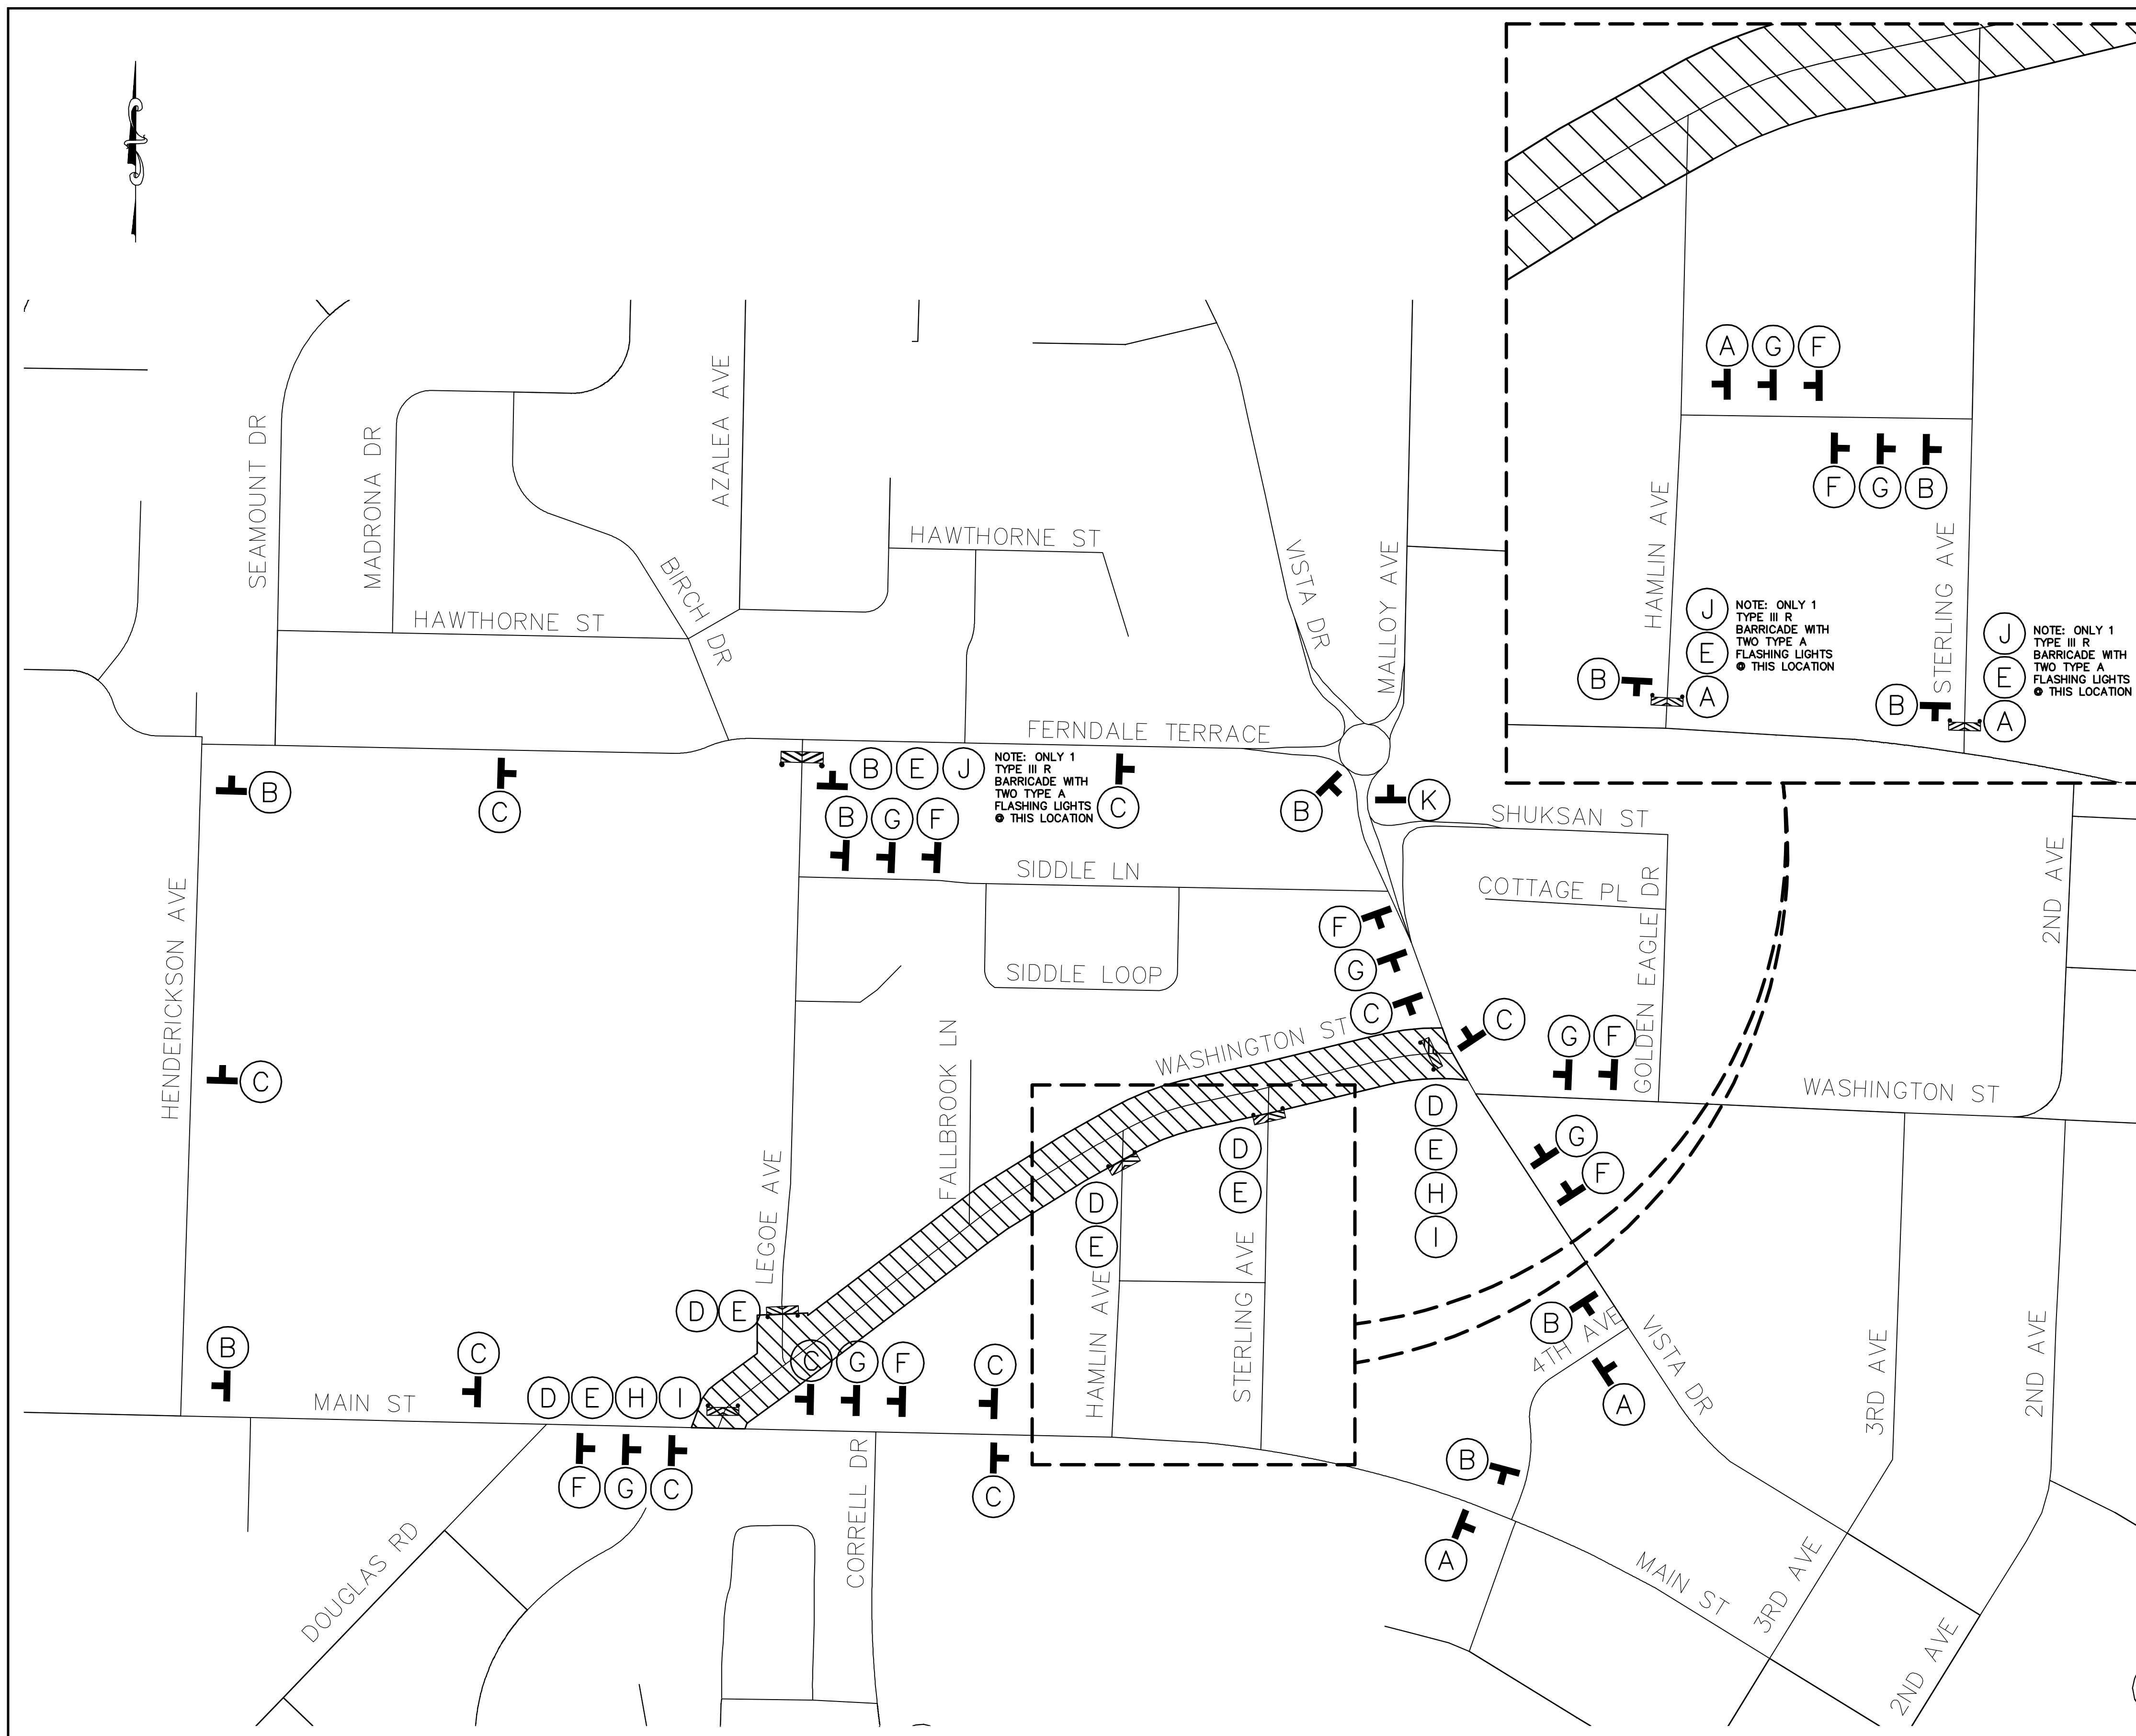 A G F
F G B
HAMLIN AVE
STERLING AVE
J
E
A
NOTE: ONLY 1
TYPE III R
BARRICADE WITH
TWO TYPE A
FLASHING LIGHTS
@ THIS LOCATION
B
J
E
A
NOTE: ONLY 1
TYPE III R
BARRICADE WITH
TWO TYPE A
FLASHING LIGHTS
@ THIS LOCATION
B
SEAMOUNT DR
MADRONA DR
AZALEA AVE
HAWTHORNE ST
HAWTHORNE ST
BIRCH DR
VISTA DR
MALLOY AVE
FERNDALE TERRACE
B
C
B E J
NOTE: ONLY 1
TYPE III R
BARRICADE WITH
TWO TYPE A
FLASHING LIGHTS
@ THIS LOCATION
C
B G F
B
K
SHUKSAN ST
SIDDLE LN
COTTAGE PL
GOLDEN EAGLE DR
2ND AVE
HENDERICKSON AVE
F
G
C
SIDDLE LOOP
FALLBROOK LN
WASHINGTON ST
C
G F
WASHINGTON ST
C
D
E
H
I
G
F
D
E
D
E
LEGOE AVE
HAMLIN AVE
STERLING AVE
D E
B
C
D E H I
C G F
C
MAIN ST
F G C
C
B
4TH AVE
A
VISTA DR
3RD AVE
2ND AVE
B
A
DOUGLAS RD
CORRELL DR
MAIN ST
3RD AVE
2ND AVE